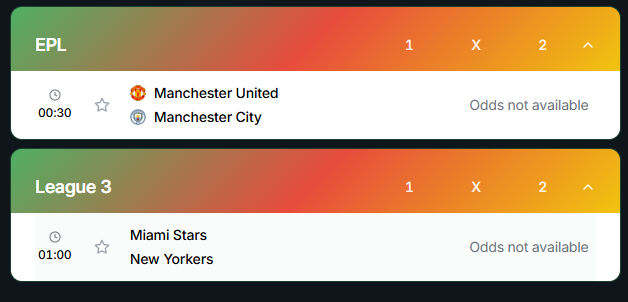 EPL 1 X 2
00:30
Manchester United
Manchester City
Odds not available
League 3 1 X 2
01:00
Miami Stars
New Yorkers
Odds not available